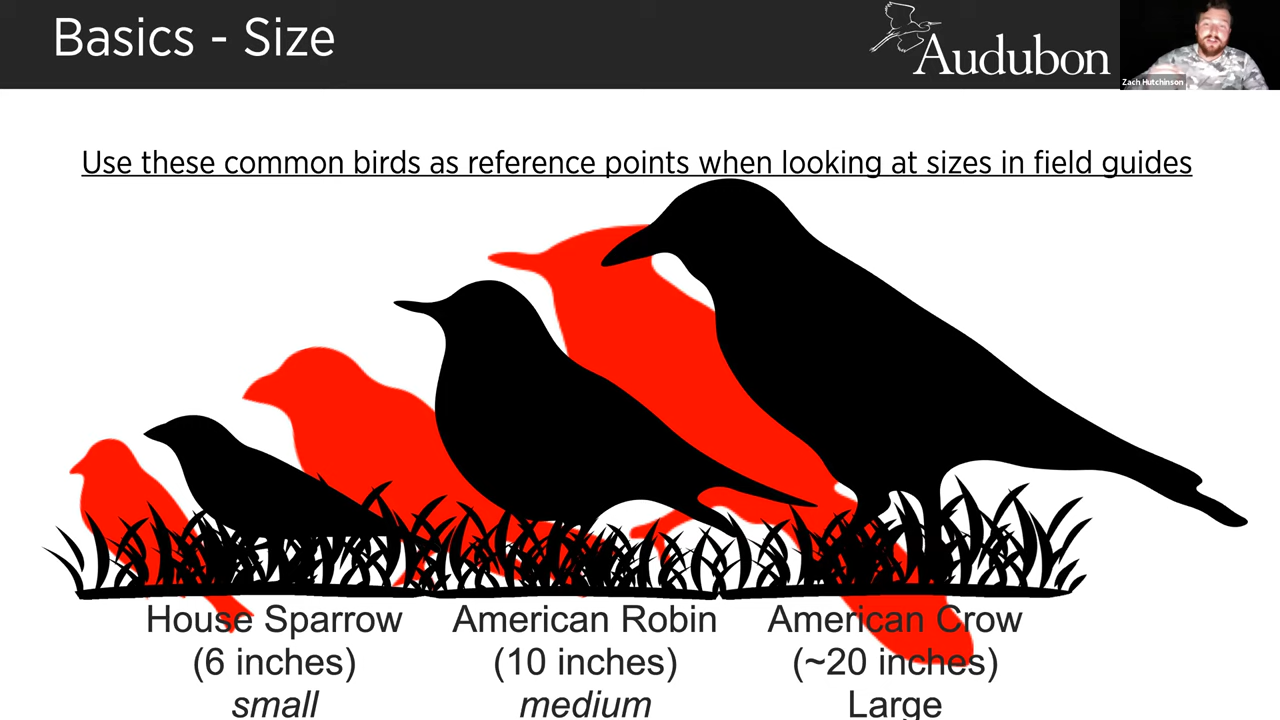 Basics - Size
Audubon
Zach Hutchinson
Use these common birds as reference points when looking at sizes in field guides
House Sparrow
(6 inches)
small
American Robin
(10 inches)
medium
American Crow
(~20 inches)
Large